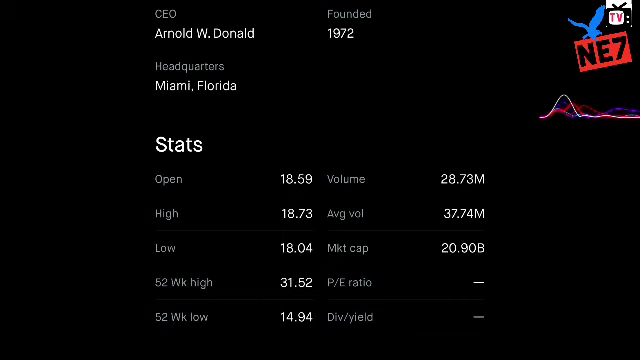 CEO Founded
Arnold W. Donald 1972
Headquarters
Miami, Florida
Stats
Open 18.59 Volume 28.73M
High 18.73 Avg vol 37.74M
Low 18.04 Mkt cap 20.90B
52 Wk high 31.52 P/E ratio —
52 Wk low 14.94 Div/yield —
TV
NE7